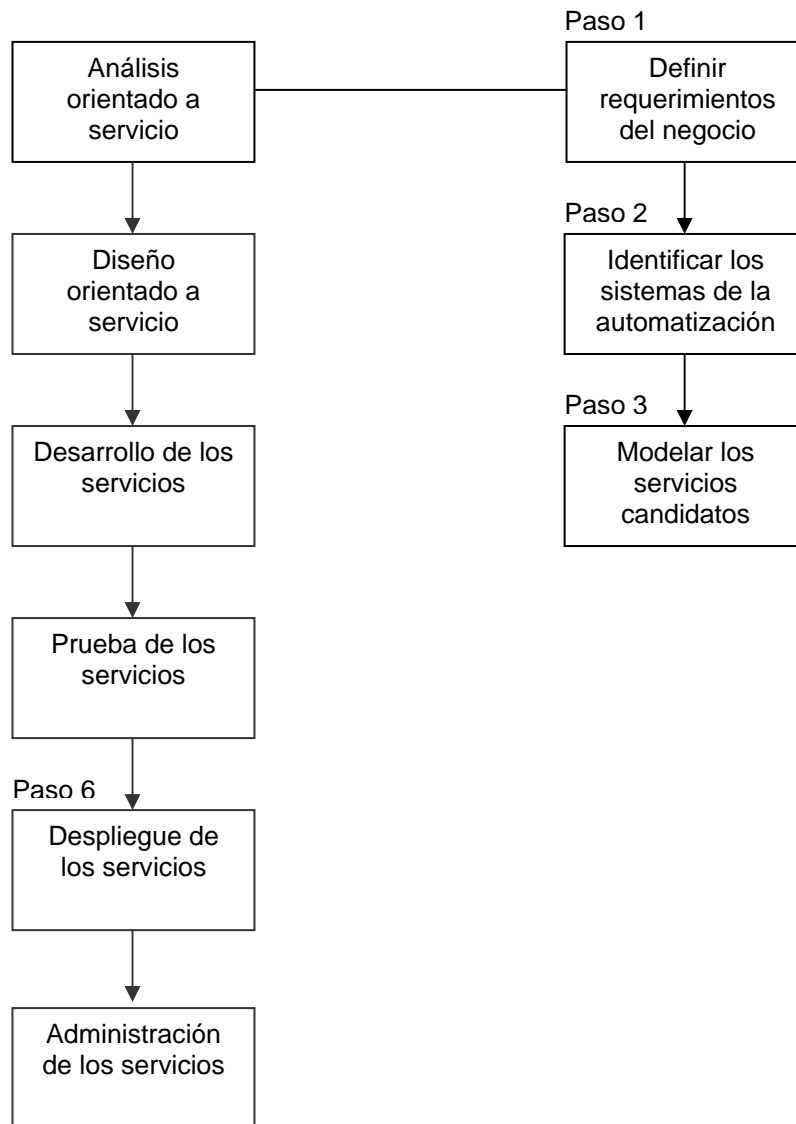 Análisis
orientado a
servicio
Diseño
orientado a
servicio
Desarrollo de los
servicios
Prueba de los
servicios
Paso 6
Despliegue de
los servicios
Administración
de los servicios
Paso 1
Definir
requerimientos
del negocio
Paso 2
Identificar los
sistemas de la
automatización
Paso 3
Modelar los
servicios
candidatos